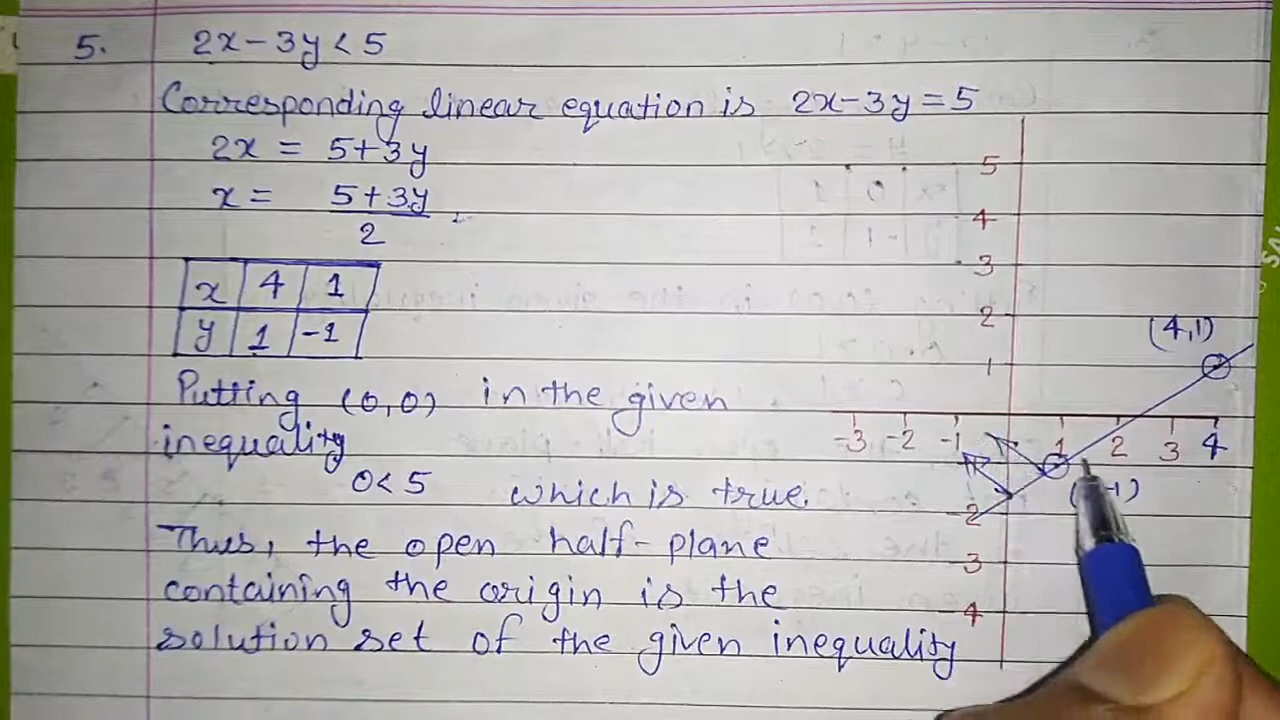 5. 2x - 3y < 5
Corresponding linear equation is 2x - 3y = 5
2x = 5 + 3y
x = 5 + 3y
2
x 4 1
y 1 -1
Putting (0,0) in the given
inequality
0 < 5 which is true.
Thus, the open half-plane
containing the origin is the
solution set of the given inequality
5
4
3
2
(4,1)
1
-3 -2 -1 1 2 3 4
-1)
2
3
4